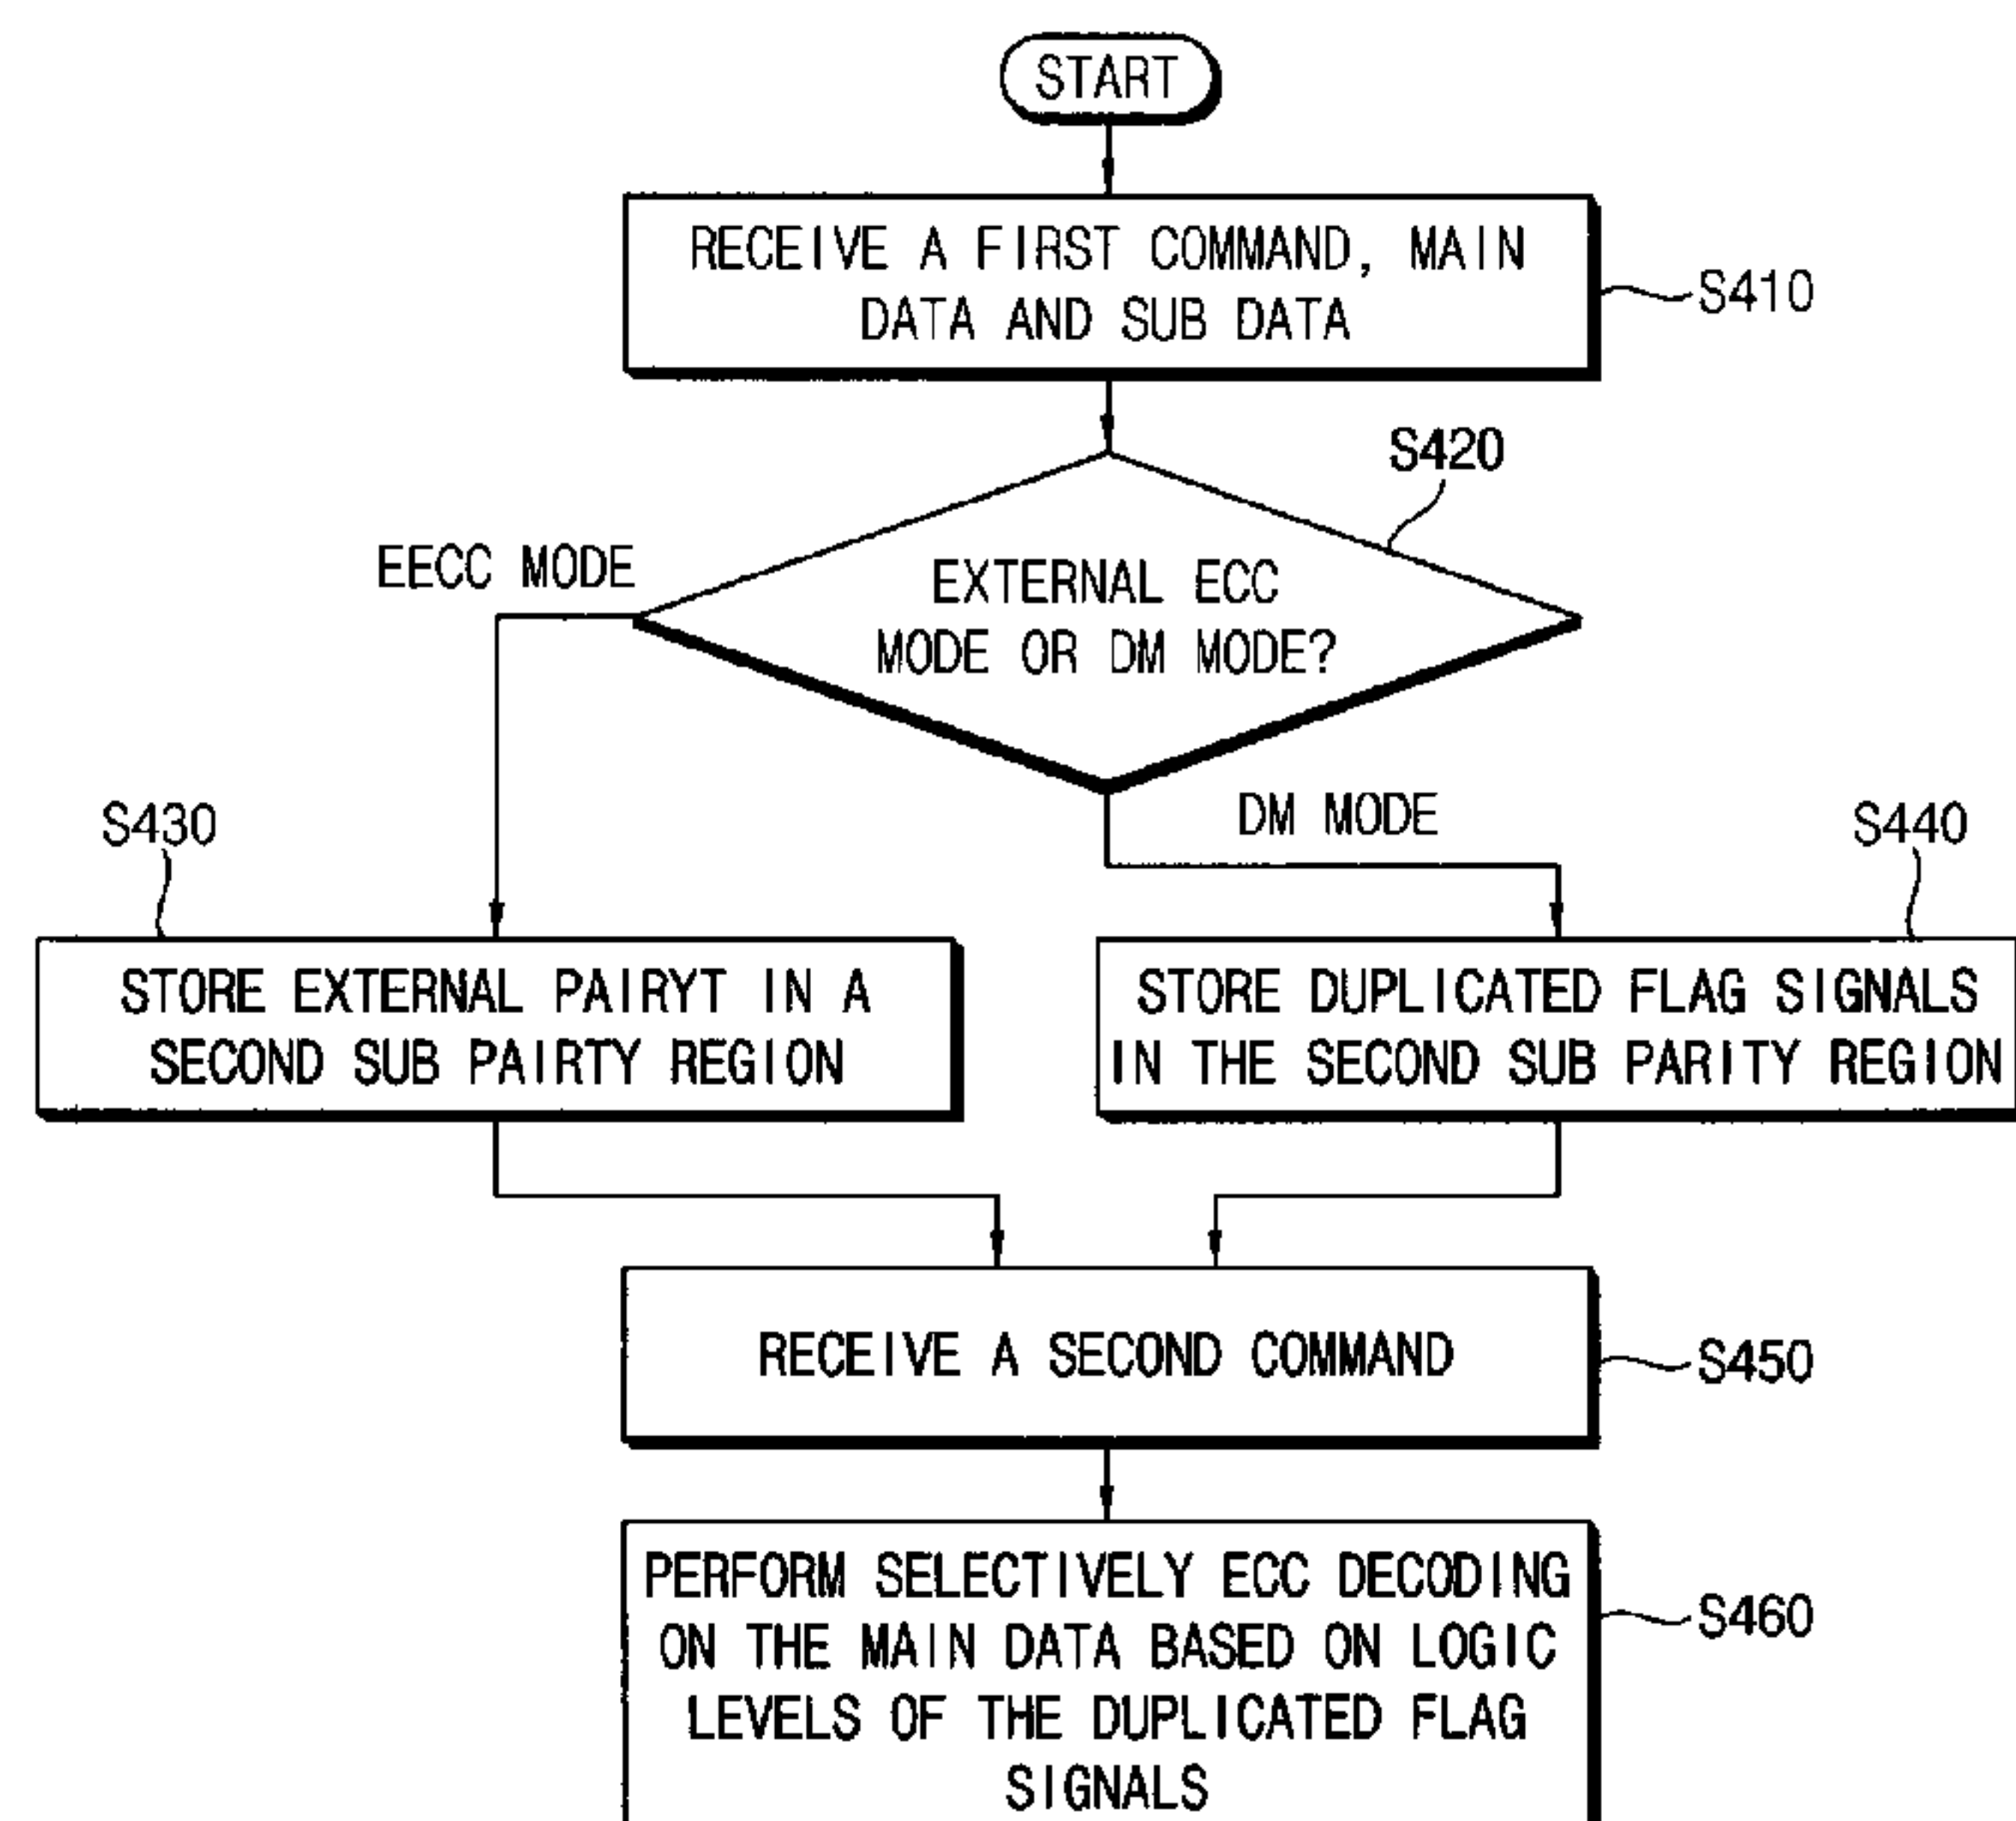 START
RECEIVE A FIRST COMMAND, MAIN
DATA AND SUB DATA
S410
S420
EECC MODE
EXTERNAL ECC
MODE OR DM MODE?
DM MODE
S430
S440
STORE EXTERNAL PAIRYT IN A
SECOND SUB PAIRTY REGION
STORE DUPLICATED FLAG SIGNALS
IN THE SECOND SUB PARITY REGION
RECEIVE A SECOND COMMAND
S450
PERFORM SELECTIVELY ECC DECODING
ON THE MAIN DATA BASED ON LOGIC
LEVELS OF THE DUPLICATED FLAG
SIGNALS
S460